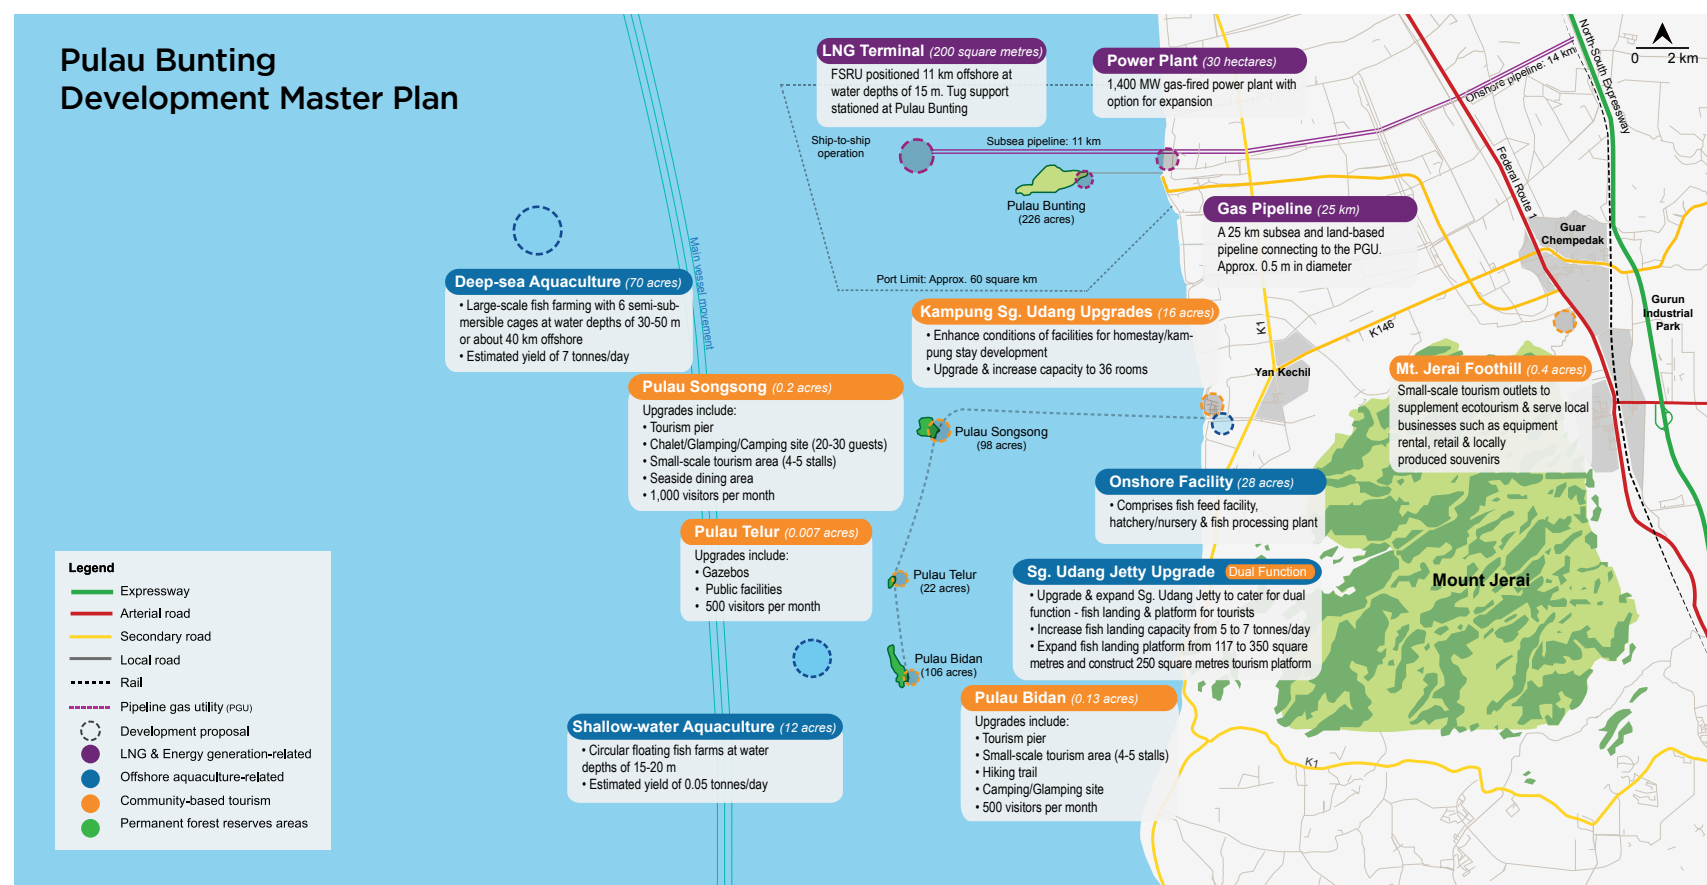 Pulau Bunting
Development Master Plan
LNG Terminal (200 square metres)
FSRU positioned 11 km offshore at
water depths of 15 m. Tug support
stationed at Pulau Bunting
Power Plant (30 hectares)
1,400 MW gas-fired power plant with
option for expansion
North-South Expressway
0 2 km
Onshore pipeline: 14 km
Ship-to-ship
operation
Subsea pipeline: 11 km
Federal Route 1
Pulau Bunting
(226 acres)
Gas Pipeline (25 km)
A 25 km subsea and land-based
pipeline connecting to the PGU.
Approx. 0.5 m in diameter
Guar
Chempedak
Main vessel movement
Port Limit: Approx. 60 square km
Deep-sea Aquaculture (70 acres)
• Large-scale fish farming with 6 semi-sub-
mersible cages at water depths of 30-50 m
or about 40 km offshore
• Estimated yield of 7 tonnes/day
Kampung Sg. Udang Upgrades (16 acres)
• Enhance conditions of facilities for homestay/kam-
pung stay development
• Upgrade & increase capacity to 36 rooms
K1
K146
Gurun
Industrial
Park
Yan Kechil
Mt. Jerai Foothill (0.4 acres)
Small-scale tourism outlets to
supplement ecotourism & serve local
businesses such as equipment
rental, retail & locally
produced souvenirs
Pulau Songsong (0.2 acres)
Upgrades include:
• Tourism pier
• Chalet/Glamping/Camping site (20-30 guests)
• Small-scale tourism area (4-5 stalls)
• Seaside dining area
• 1,000 visitors per month
Pulau Songsong
(98 acres)
Onshore Facility (28 acres)
• Comprises fish feed facility,
hatchery/nursery & fish processing plant
Pulau Telur (0.007 acres)
Upgrades include:
• Gazebos
• Public facilities
• 500 visitors per month
Pulau Telur
(22 acres)
Sg. Udang Jetty Upgrade Dual Function
• Upgrade & expand Sg. Udang Jetty to cater for dual
function - fish landing & platform for tourists
• Increase fish landing capacity from 5 to 7 tonnes/day
• Expand fish landing platform from 117 to 350 square
metres and construct 250 square metres tourism platform
Mount Jerai
Pulau Bidan
(106 acres)
Pulau Bidan (0.13 acres)
Upgrades include:
• Tourism pier
• Small-scale tourism area (4-5 stalls)
• Hiking trail
• Camping/Glamping site
• 500 visitors per month
Shallow-water Aquaculture (12 acres)
• Circular floating fish farms at water
depths of 15-20 m
• Estimated yield of 0.05 tonnes/day
K1
Legend
Expressway
Arterial road
Secondary road
Local road
Rail
Pipeline gas utility (PGU)
Development proposal
LNG & Energy generation-related
Offshore aquaculture-related
Community-based tourism
Permanent forest reserves areas